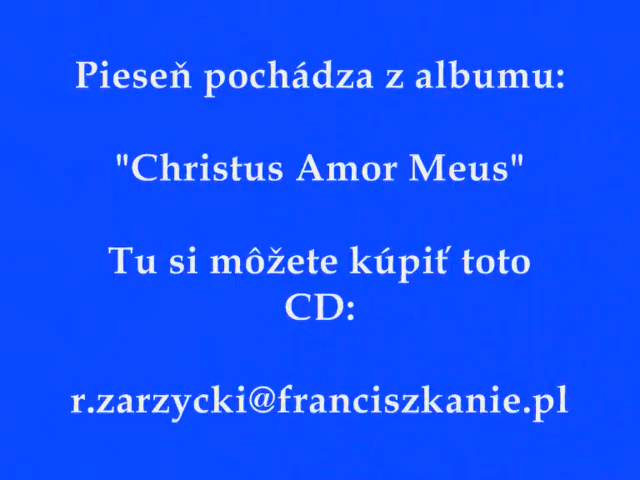 Pieseň pochádza z albumu:
"Christus Amor Meus"
Tu si môžete kúpiť toto
CD:
r.zarzycki@franciszkanie.pl